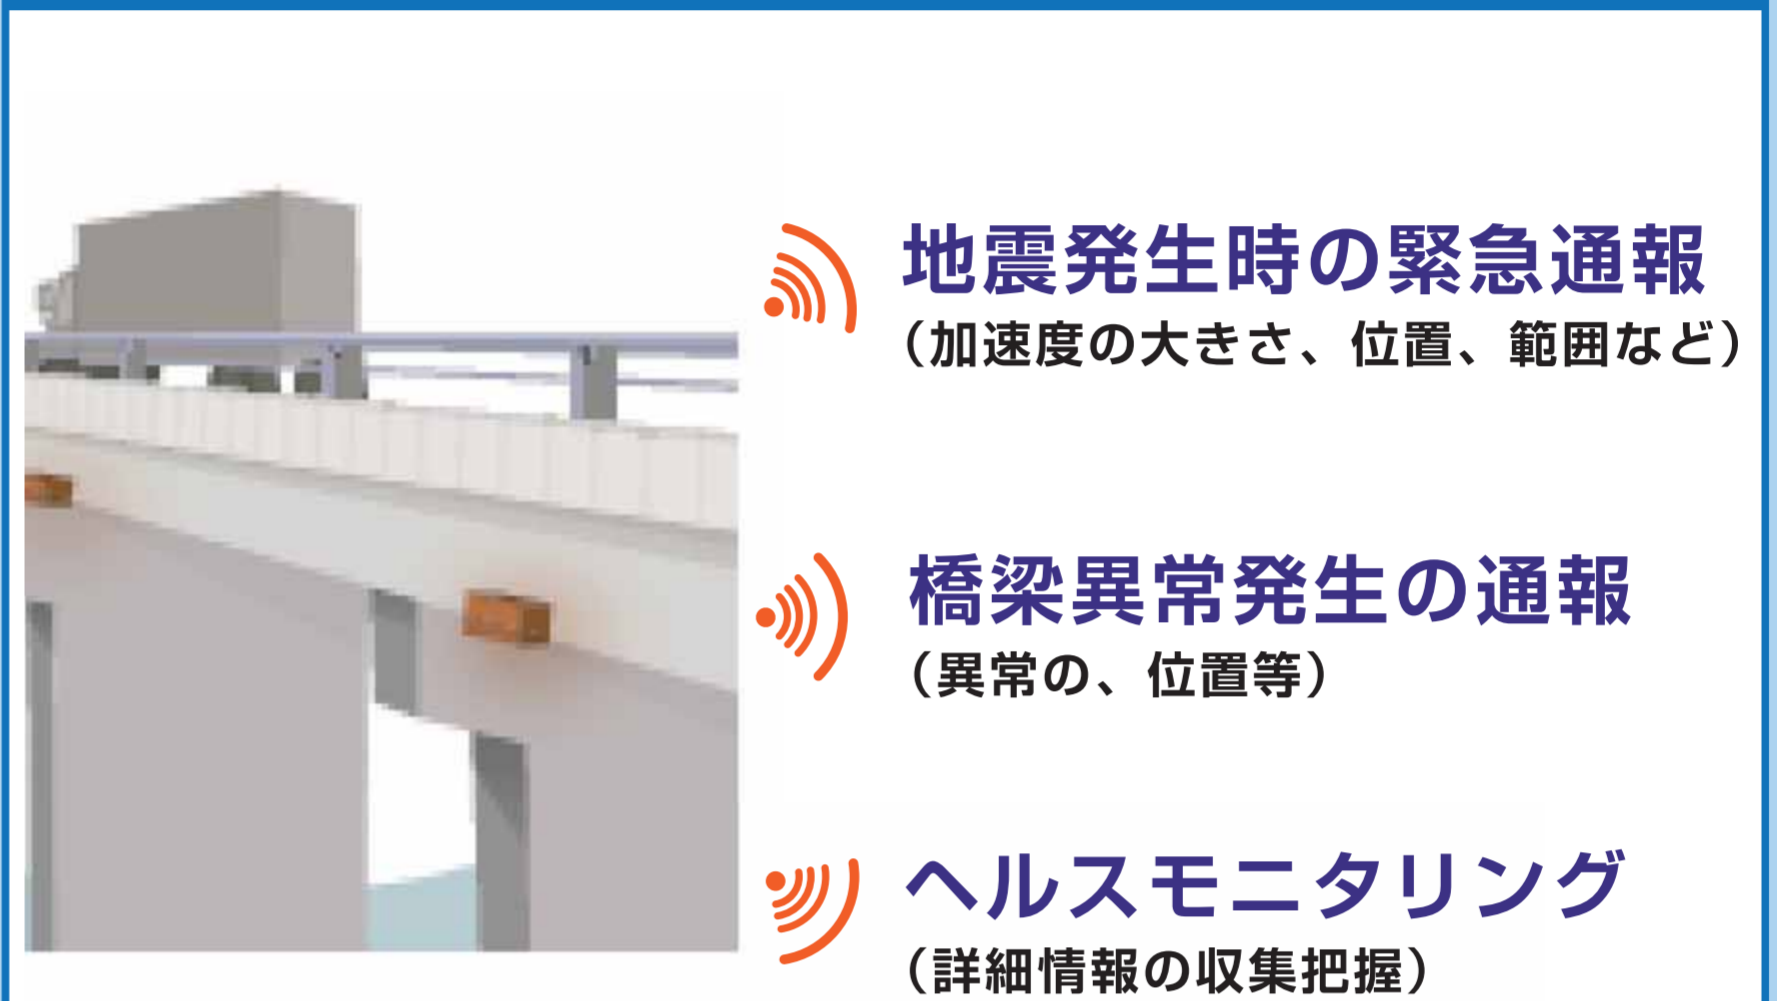 地震発生時の緊急通報
（加速度の大きさ、位置、範囲など）
橋梁異常発生の通報
（異常の、位置等）
ヘルスモニタリング
（詳細情報の収集把握）